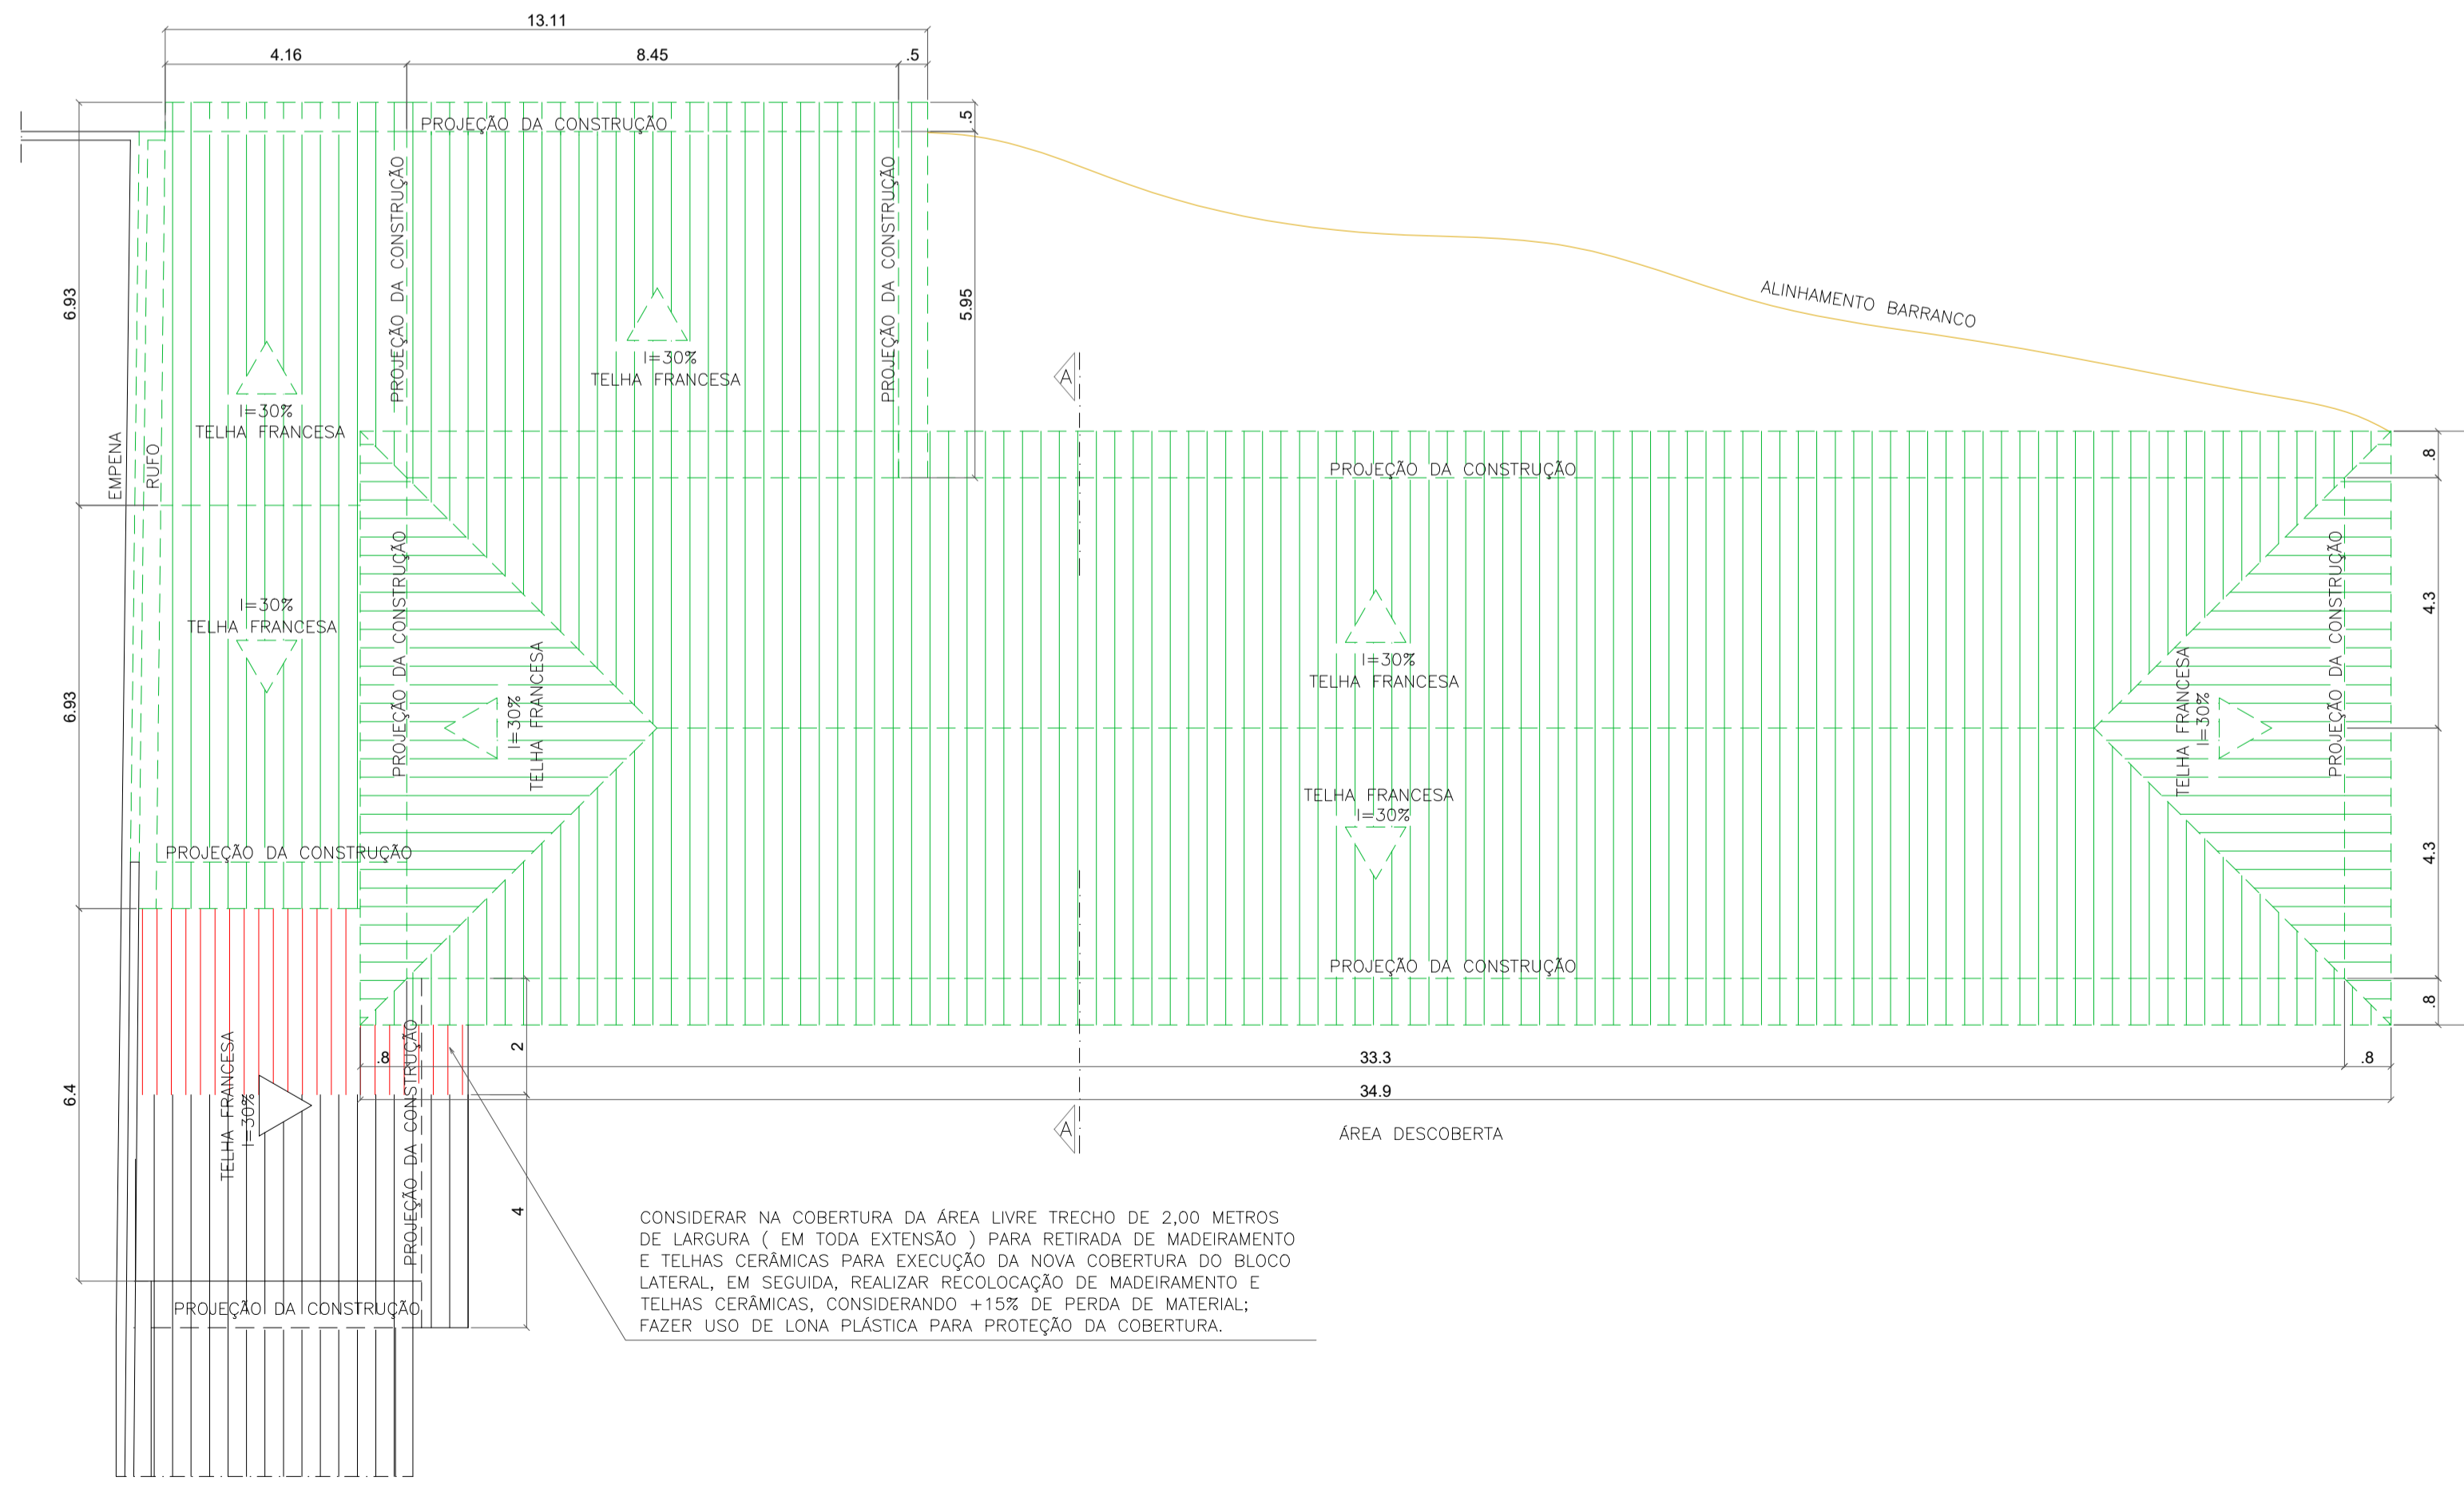 13.11
4.16
8.45
.5
.5
PROJEÇÃO DA CONSTRUÇÃO
PROJEÇÃO DA CONSTRUÇÃO
PROJEÇÃO DA CONSTRUÇÃO
6.93
5.95
ALINHAMENTO BARRANCO
I=30%
TELHA FRANCESA
A
I=30%
TELHA FRANCESA
EMPENA
RUFO
PROJEÇÃO DA CONSTRUÇÃO
.8
PROJEÇÃO DA CONSTRUÇÃO
PROJEÇÃO DA CONSTRUÇÃO
4.3
I=30%
TELHA FRANCESA
6.93
I=30%
TELHA FRANCESA
I=30%
TELHA FRANCESA
TELHA FRANCESA
I=30%
TELHA FRANCESA
I=30%
4.3
PROJEÇÃO DA CONSTRUÇÃO
PROJEÇÃO DA CONSTRUÇÃO
.8
2
.8
33.3
.8
34.9
6.4
TELHA FRANCESA
I=30%
PROJEÇÃO DA CONSTRUÇÃO
A
ÁREA DESCOBERTA
4
CONSIDERAR NA COBERTURA DA ÁREA LIVRE TRECHO DE 2,00 METROS
DE LARGURA ( EM TODA EXTENSÃO ) PARA RETIRADA DE MADEIRAMENTO
E TELHAS CERÂMICAS PARA EXECUÇÃO DA NOVA COBERTURA DO BLOCO
LATERAL, EM SEGUIDA, REALIZAR RECOLOCAÇÃO DE MADEIRAMENTO E
TELHAS CERÂMICAS, CONSIDERANDO +15% DE PERDA DE MATERIAL;
FAZER USO DE LONA PLÁSTICA PARA PROTEÇÃO DA COBERTURA.
PROJEÇÃO DA CONSTRUÇÃO